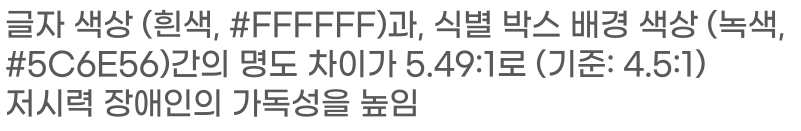 글자 색상 (흰색, #FFFFFF)과, 식별 박스 배경 색상 (녹색,
#5C6E56)간의 명도 차이가 5.49:1로 (기준: 4.5:1)
저시력 장애인의 가독성을 높임